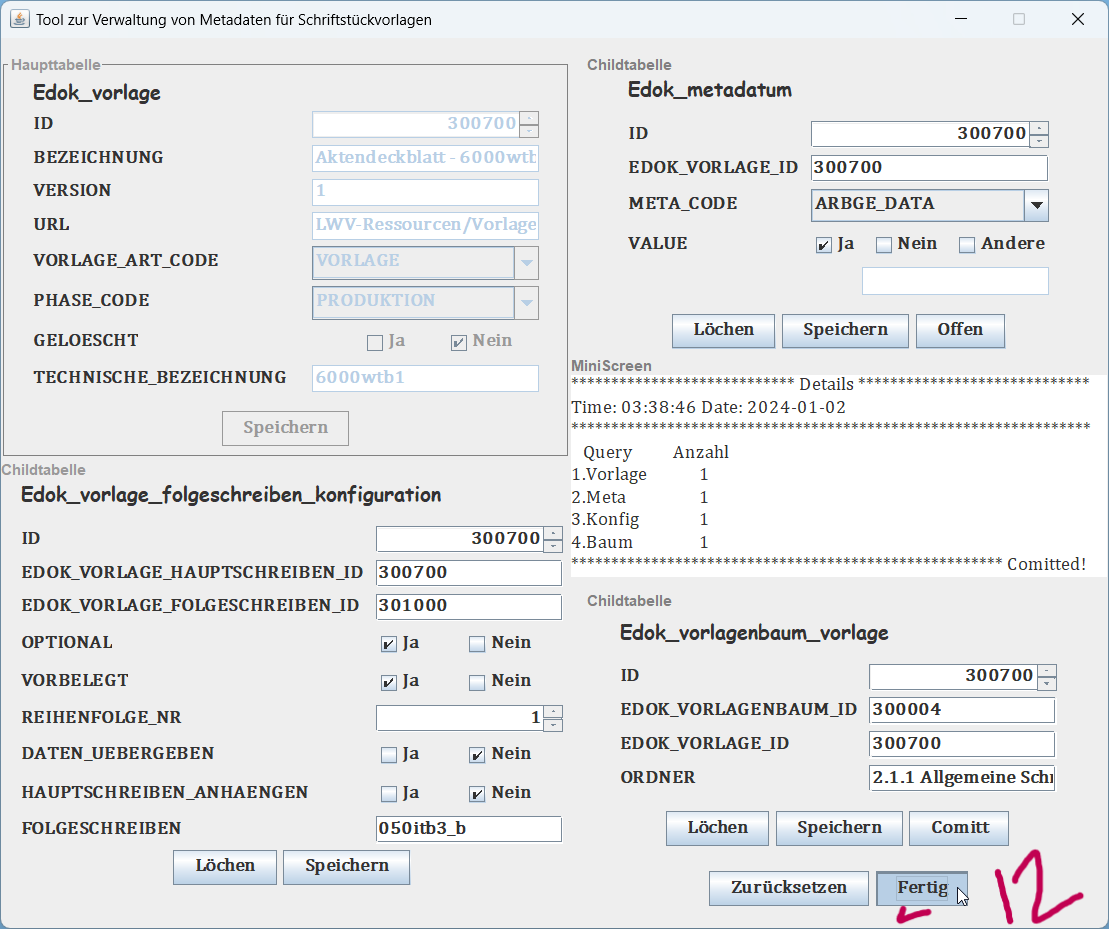 Tool zur Verwaltung von Metadaten für Schriftstückvorlagen
Haupttabelle
Edok_vorlage
ID 300700
BEZEICHNUNG Aktendeckblatt - 6000wtb
VERSION 1
URL LWV-Ressourcen/Vorlage
VORLAGE_ART_CODE VORLAGE
PHASE_CODE PRODUKTION
GELOESCHT Ja Nein
TECHNISCHE_BEZEICHNUNG 6000wtb1
Speichern
Childtabelle
Edok_vorlage_folgeschreiben_konfiguration
ID 300700
EDOK_VORLAGE_HAUPTSCHREIBEN_ID 300700
EDOK_VORLAGE_FOLGESCHREIBEN_ID 301000
OPTIONAL Ja Nein
VORBELEGT Ja Nein
REIHENFOLGE_NR 1
DATEN_UEBERGEBEN Ja Nein
HAUPTSCHREIBEN_ANHAENGEN Ja Nein
FOLGESCHREIBEN 050itb3_b
Löchen Speichern
Childtabelle
Edok_metadatum
ID 300700
EDOK_VORLAGE_ID 300700
META_CODE ARBGE_DATA
VALUE Ja Nein Andere
Löchen Speichern Offen
MiniScreen
*************************** Details ****************************
Time: 03:38:46 Date: 2024-01-02
***************************************************************
Query Anzahl
1.Vorlage 1
2.Meta 1
3.Konfig 1
4.Baum 1
**************************************************** Comitted!
Childtabelle
Edok_vorlagenbaum_vorlage
ID 300700
EDOK_VORLAGENBAUM_ID 300004
EDOK_VORLAGE_ID 300700
ORDNER 2.1.1 Allgemeine Schr
Löchen Speichern Comitt
Zurücksetzen Fertig 12